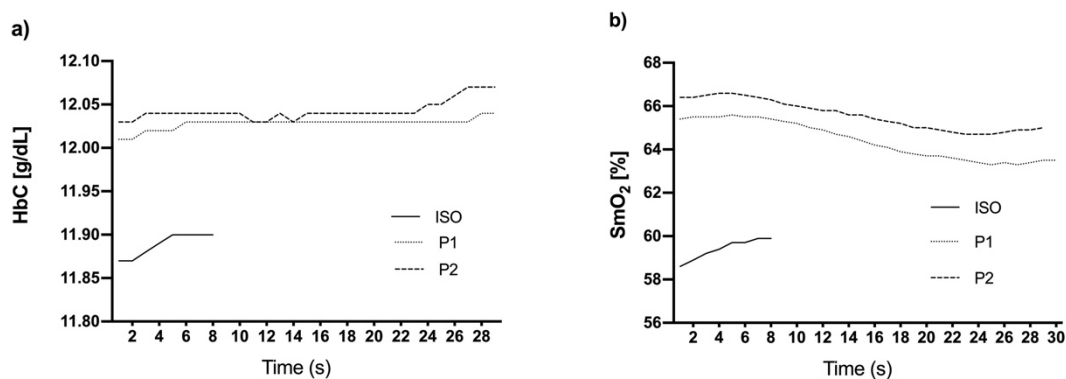 a)
HbC [g/dL]
12.10
12.05
12.00
11.95
11.90
11.85
11.80
ISO
P1
P2
2 4 6 8 10 12 14 16 18 20 22 24 26 28
Time (s)
b)
SmO₂ [%]
68
66
64
62
60
58
56
ISO
P1
P2
2 4 6 8 10 12 14 16 18 20 22 24 26 28 30
Time (s)